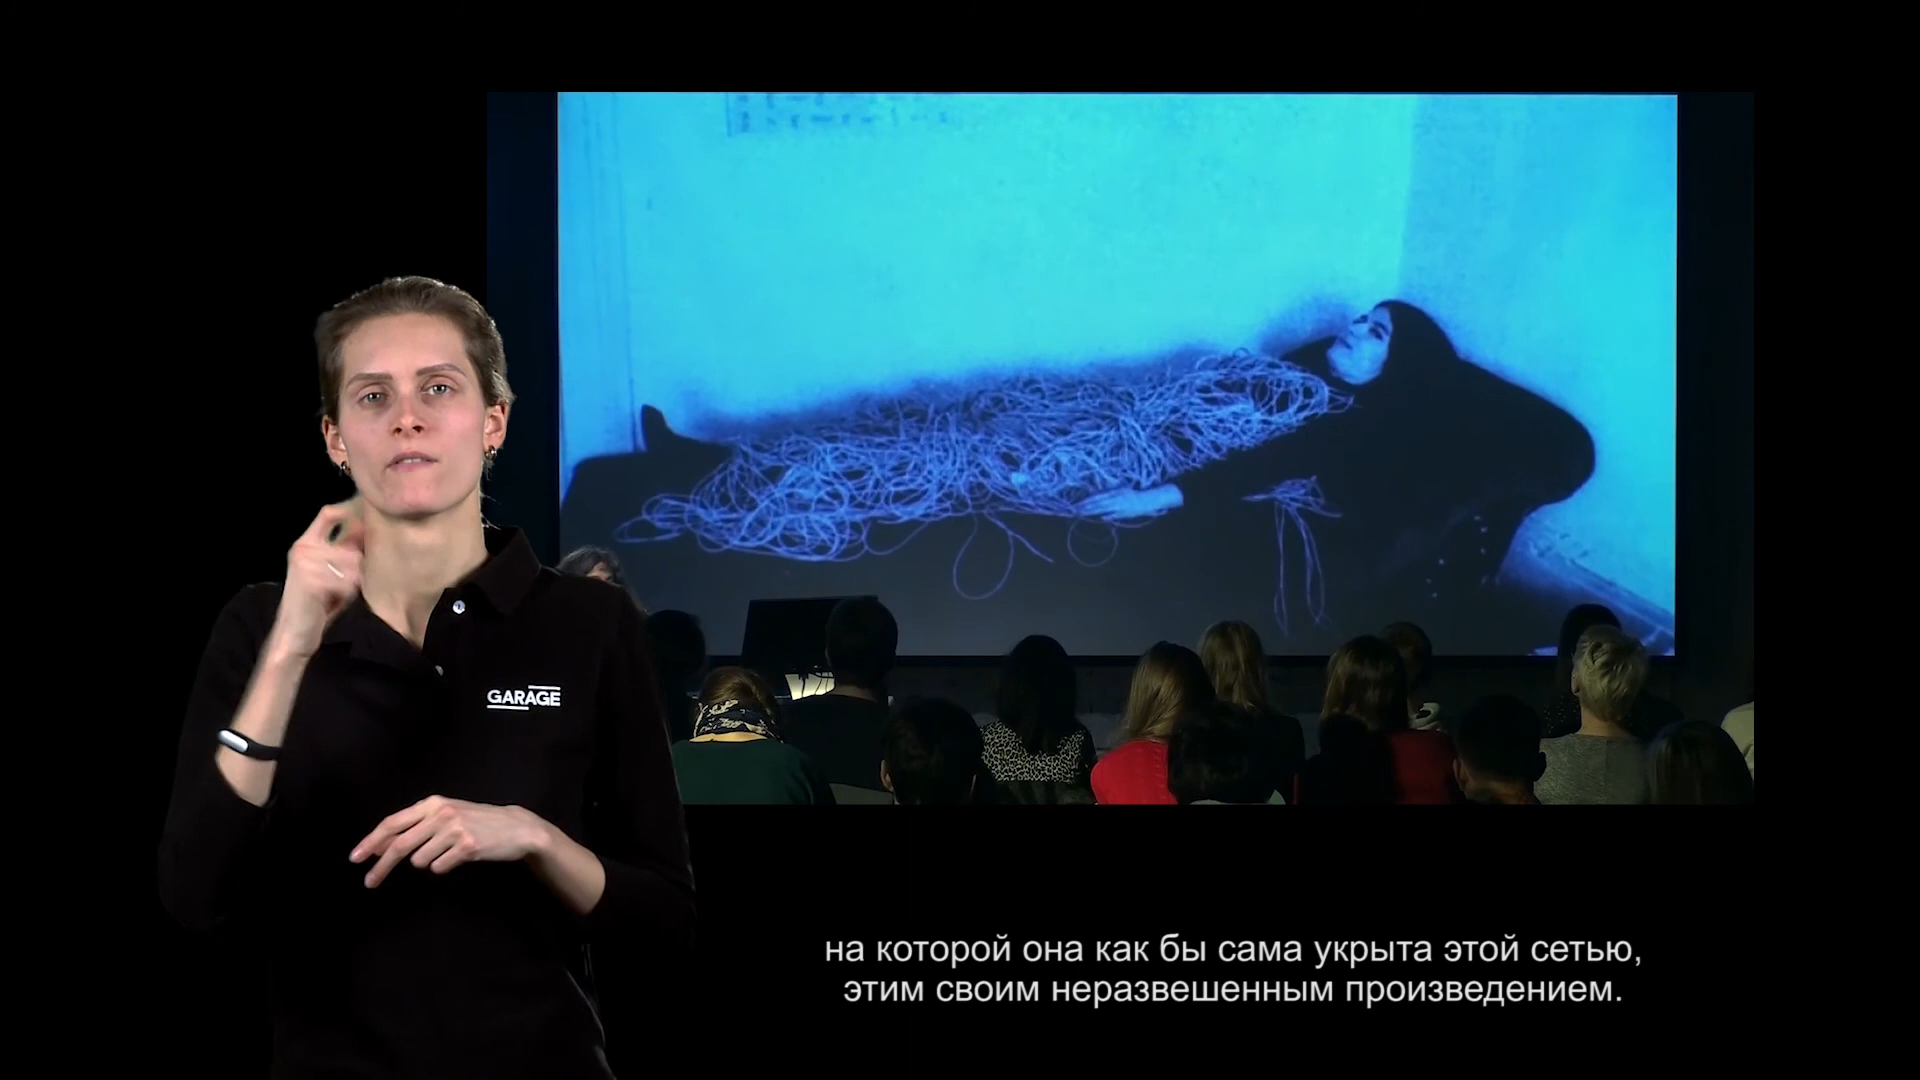 GARAGE
на которой она как бы сама укрыта этой сетью,
этим своим неразвешенным произведением.